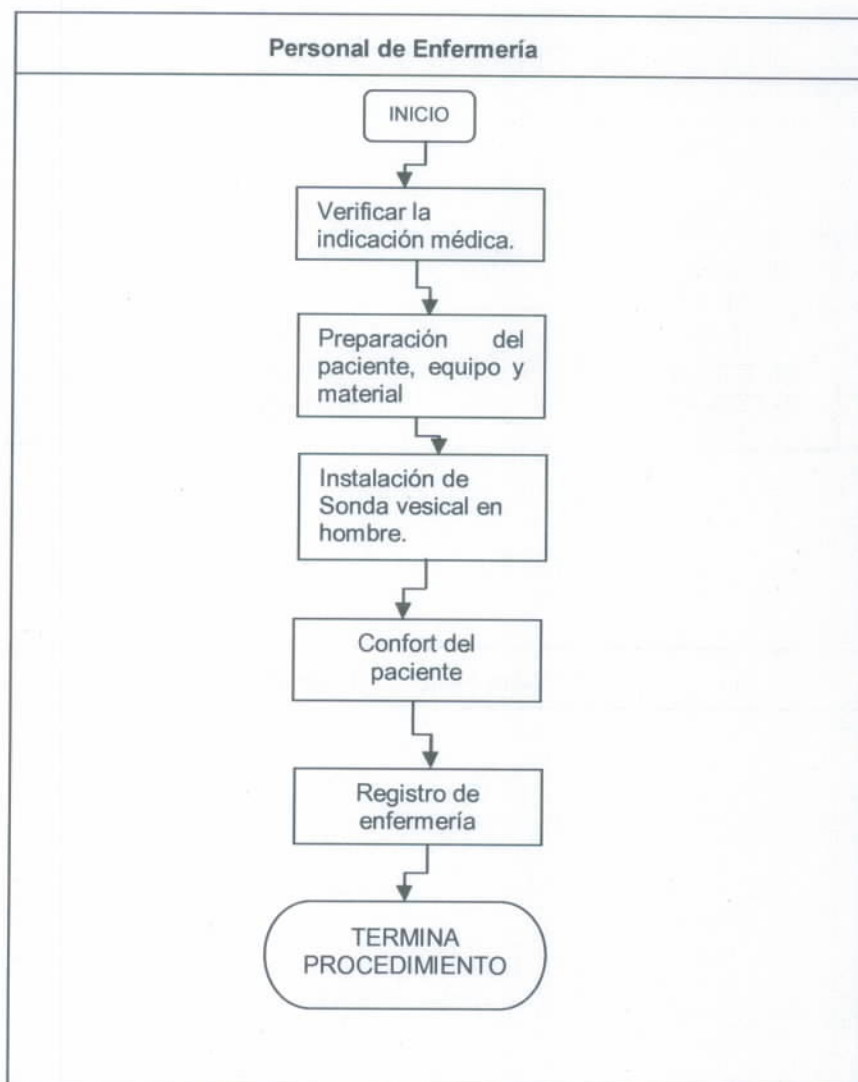 Personal de Enfermería
INICIO
Verificar la
indicación médica.
Preparación del
paciente, equipo y
material
Instalación de
Sonda vesical en
hombre.
Confort del
paciente
Registro de
enfermería
TERMINA
PROCEDIMIENTO